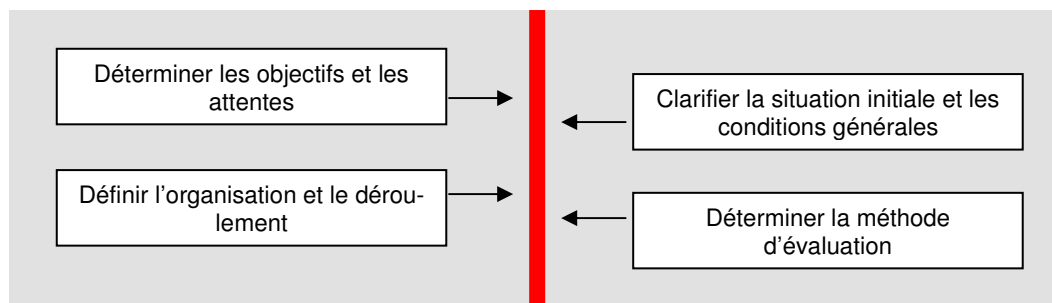 Déterminer les objectifs et les
attentes
Clarifier la situation initiale et les
conditions générales
Définir l'organisation et le dérou-
lement
Déterminer la méthode
d'évaluation